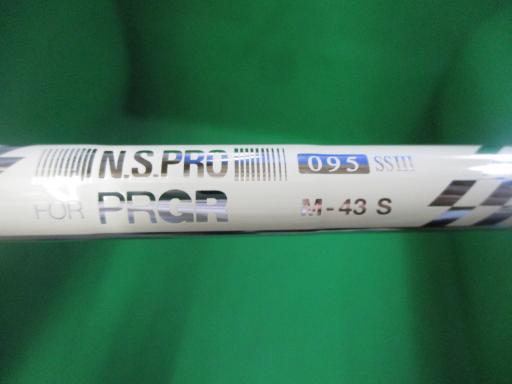 N.S.PRO 095 SSIII
FOR PRGR M-43 S